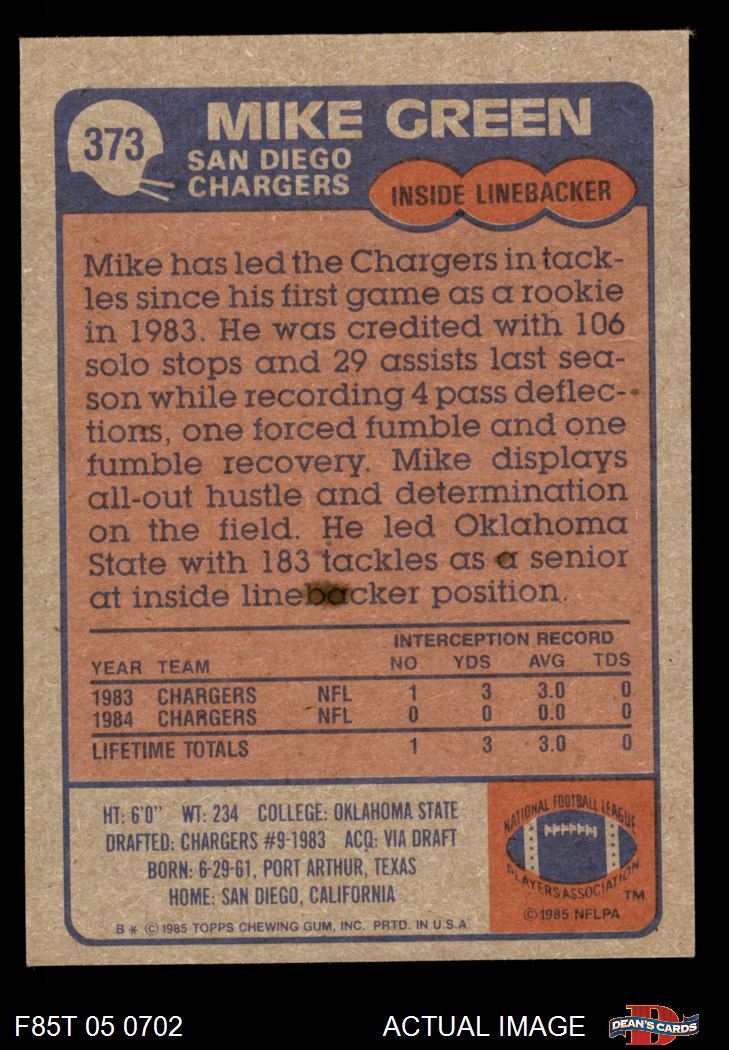 373
MIKE GREEN
SAN DIEGO
CHARGERS
INSIDE LINEBACKER
Mike has led the Chargers in tack-
les since his first game as a rookie
in 1983. He was credited with 106
solo stops and 29 assists last sea-
son while recording 4 pass deflec-
tions, one forced fumble and one
fumble recovery. Mike displays
all-out hustle and determination
on the field. He led Oklahoma
State with 183 tackles as a senior
at inside linebacker position.
INTERCEPTION RECORD
YEAR TEAM NO YDS AVG TDS
1983 CHARGERS NFL 1 3 3.0 0
1984 CHARGERS NFL 0 0 0.0 0
LIFETIME TOTALS 1 3 3.0 0
HT: 6'0" WT: 234 COLLEGE: OKLAHOMA STATE
DRAFTED: CHARGERS #9-1983 ACQ: VIA DRAFT
BORN: 6-29-61, PORT ARTHUR, TEXAS
HOME: SAN DIEGO, CALIFORNIA
B * © 1985 TOPPS CHEWING GUM, INC. PRTD. IN U.S.A.
NATIONAL FOOTBALL LEAGUE
PLAYERS ASSOCIATION
TM
© 1985 NFLPA
F85T 05 0702
ACTUAL IMAGE
D
DEAN'S CARDS